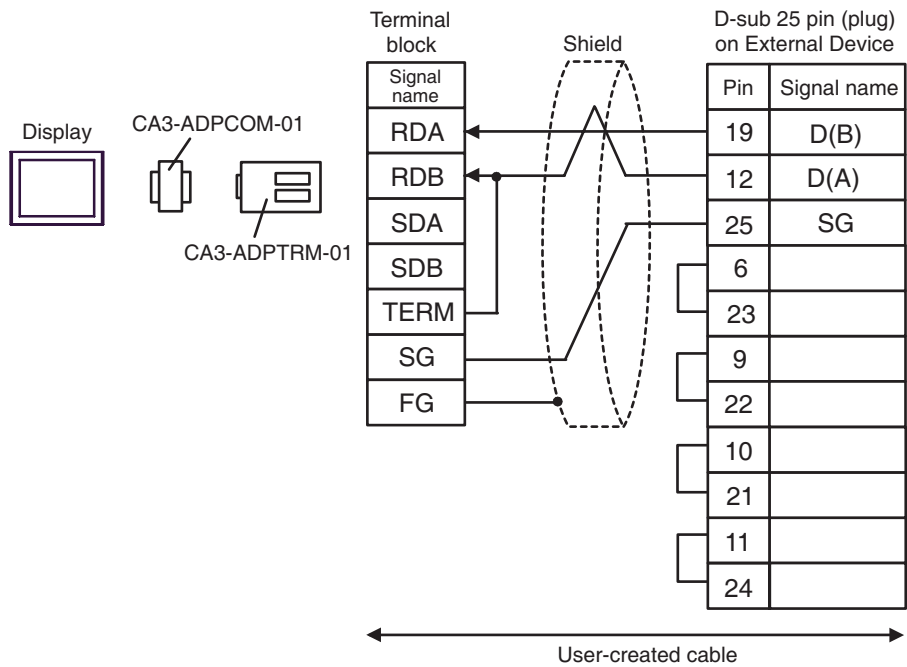 Terminal
block
Shield
D-sub 25 pin (plug)
on External Device
Signal
name
Pin Signal name
Display
CA3-ADPCOM-01
CA3-ADPTRM-01
RDA
19 D(B)
RDB
12 D(A)
SDA
25 SG
SDB
6
TERM
23
SG
9
FG
22
10
21
11
24
User-created cable